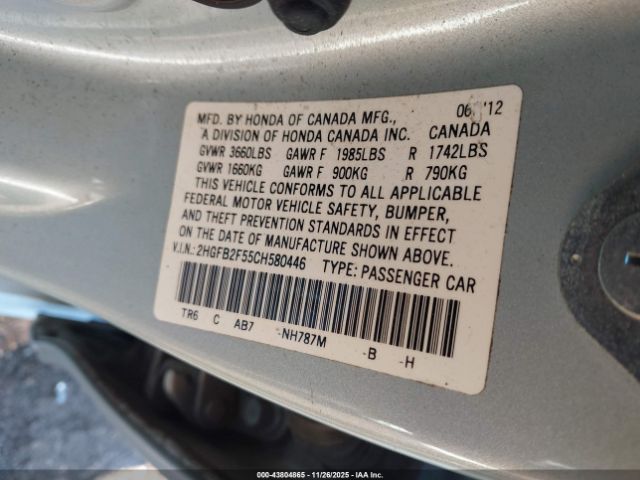 MFD. BY HONDA OF CANADA MFG., '12
A DIVISION OF HONDA CANADA INC. CANADA
GVWR 3660LBS GAWR F 1985LBS R 1742LBS
GVWR 1660KG GAWR F 900KG R 790KG
THIS VEHICLE CONFORMS TO ALL APPLICABLE
FEDERAL MOTOR VEHICLE SAFETY, BUMPER,
AND THEFT PREVENTION STANDARDS IN EFFECT
ON THE DATE OF MANUFACTURE SHOWN ABOVE.
V.I.N.:2HGFB2F55CH580446 TYPE:PASSENGER CAR
TR6 C AB7 -NH787M -B -H
00-43804865 - 11/26/2025 - IAA Inc.